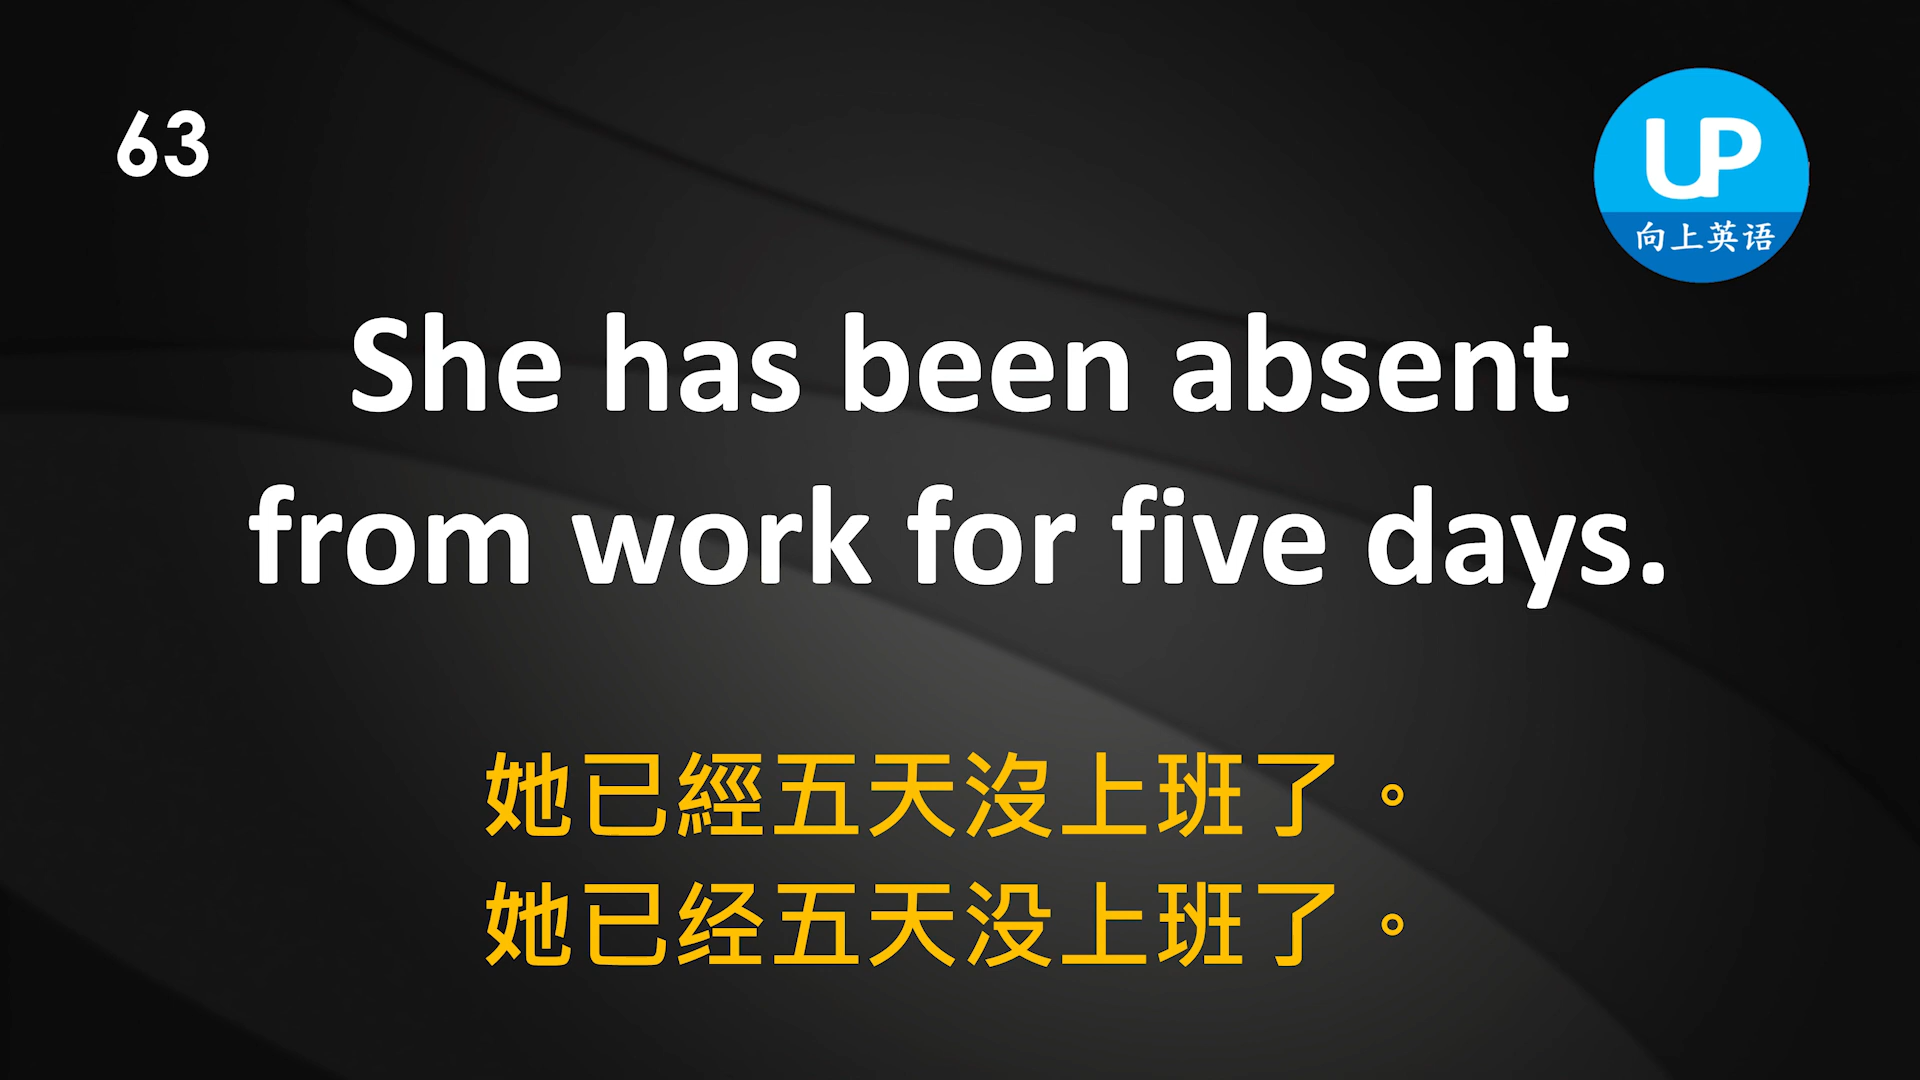 63
UP
向上英语
She has been absent
from work for five days.
她已經五天沒上班了。
她已经五天没上班了。